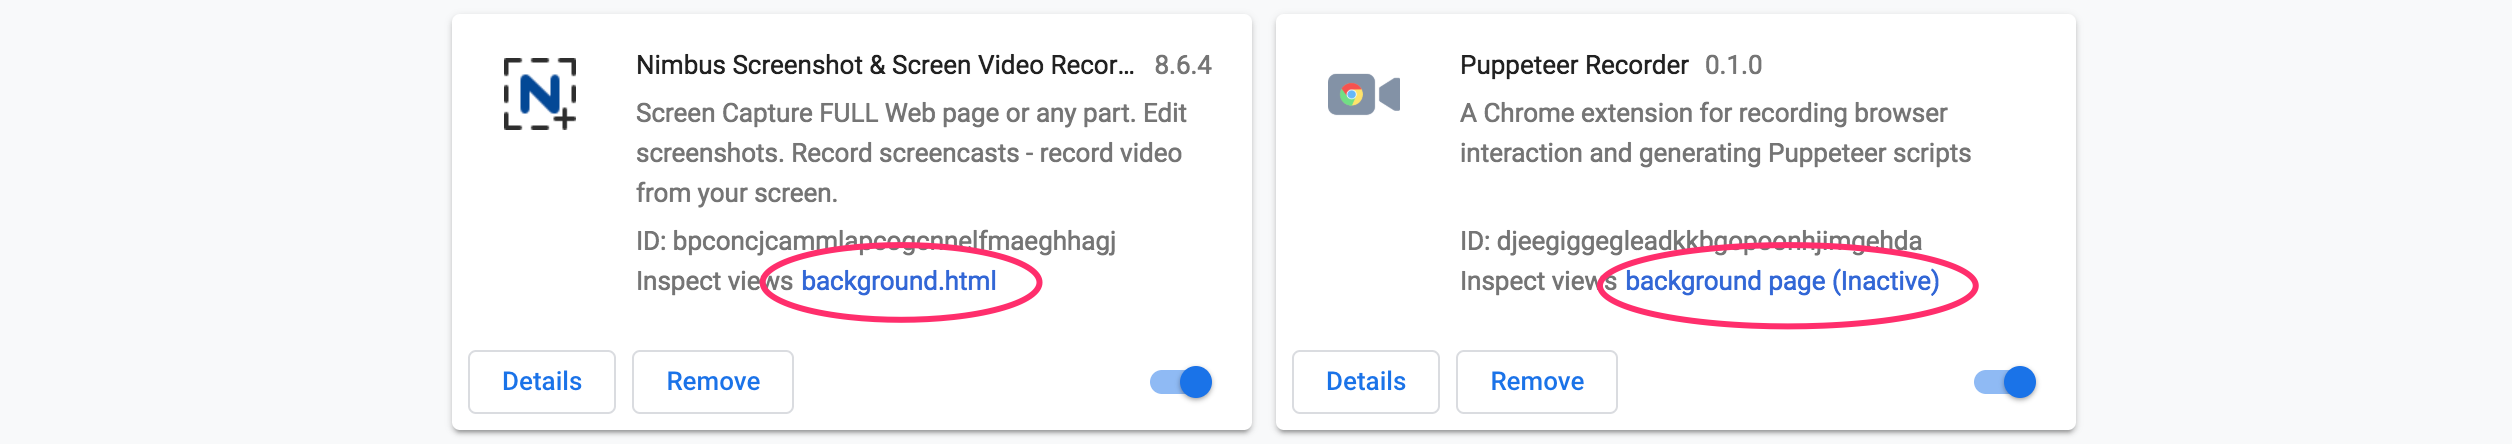 Nimbus Screenshot & Screen Video Recor... 8.6.4
Screen Capture FULL Web page or any part. Edit
screenshots. Record screencasts - record video
from your screen.
ID: bpconcjcammlapcogcnnelfmaeghhagj
Inspect views background.html
Details
Remove
Puppeteer Recorder 0.1.0
A Chrome extension for recording browser
interaction and generating Puppeteer scripts
ID: djeegiggegleadkkbgopoonhjimgehda
Inspect views background page (Inactive)
Details
Remove